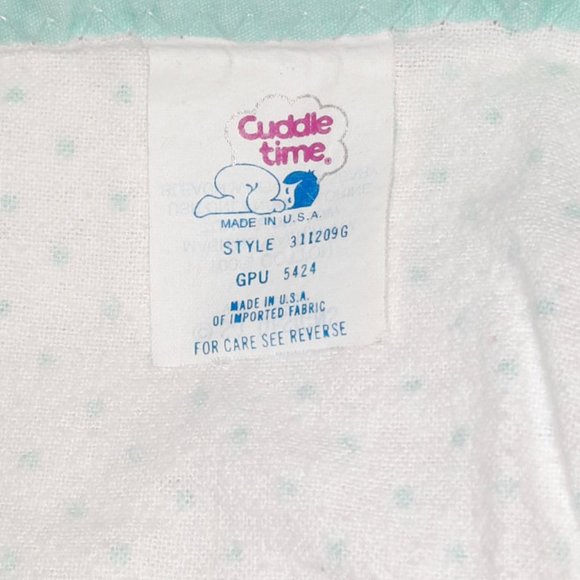 Cuddle
time®
MADE IN U.S.A.
STYLE 311209G
GPU 5424
MADE IN U.S.A.
OF IMPORTED FABRIC
FOR CARE SEE REVERSE